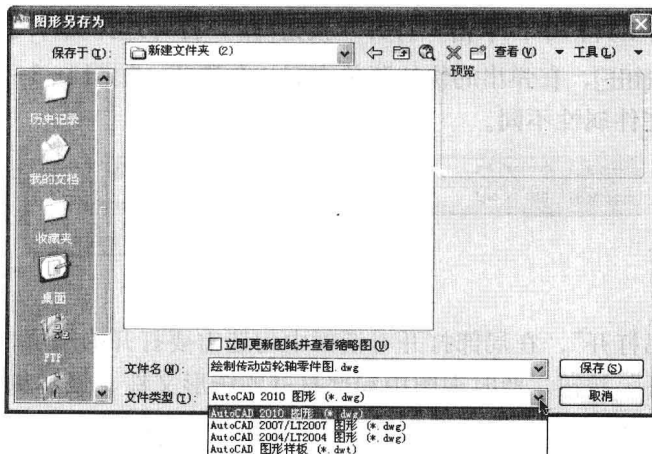 图形另存为
保存于(I): 新建文件夹 (2) 查看(V) 工具(L)
预览
历史记录
我的文档
收藏夹
桌面
FTP
立即更新图纸并查看缩略图(U)
文件名(N): 绘制传动齿轮轴零件图.dwg 保存(S)
文件类型(T): AutoCAD 2010 图形 (*.dwg) 取消
AutoCAD 2010 图形 (*.dwg)
AutoCAD 2007/LT2007 图形 (*.dwg)
AutoCAD 2004/LT2004 图形 (*.dwg)
AutoCAD 图形样板 (*.dwt)